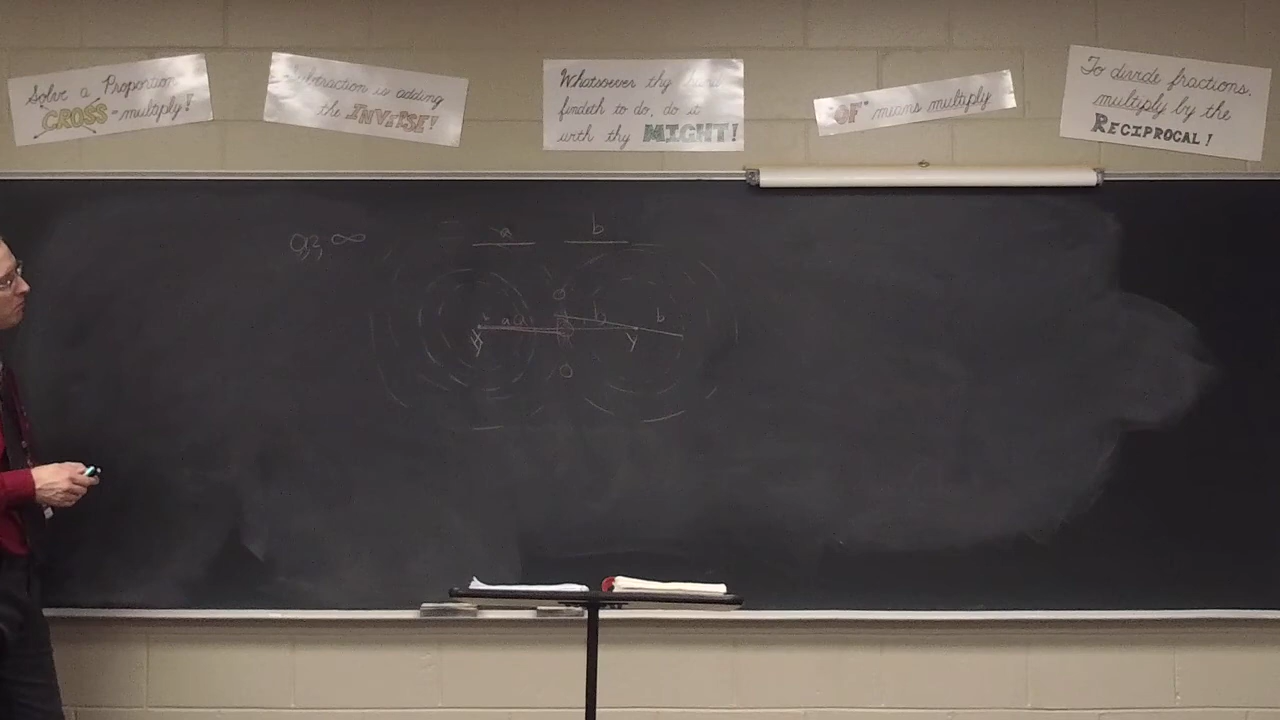 Solve a Proportion
CROSS-multiply!
Subtraction is adding
the INVERSE!
Whatsoever thy hand
findeth to do, do it
with thy MIGHT!
"OF" means multiply
To divide fractions,
multiply by the
RECIPROCAL!
a
b
∞
b
b
Y